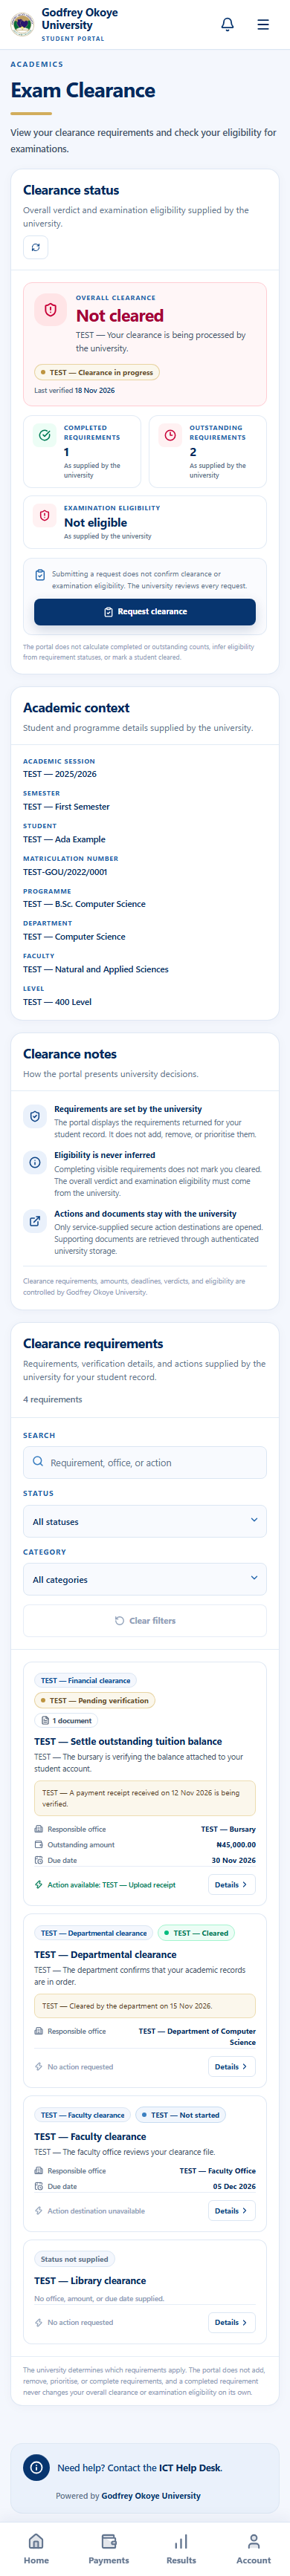 Godfrey Okoye
University
STUDENT PORTAL
ACADEMICS
Exam Clearance
View your clearance requirements and check your eligibility for
examinations.
Clearance status
Overall verdict and examination eligibility supplied by the
university.
OVERALL CLEARANCE
Not cleared
TEST — Your clearance is being processed by
the university.
TEST — Clearance in progress
Last verified 18 Nov 2026
COMPLETED
REQUIREMENTS
1
As supplied by the
university
OUTSTANDING
REQUIREMENTS
2
As supplied by the
university
EXAMINATION ELIGIBILITY
Not eligible
As supplied by the university
Submitting a request does not confirm clearance or
examination eligibility. The university reviews every request.
Request clearance
The portal does not calculate completed or outstanding counts, infer eligibility
from requirement statuses, or mark a student cleared.
Academic context
Student and programme details supplied by the university.
ACADEMIC SESSION
TEST — 2025/2026
SEMESTER
TEST — First Semester
STUDENT
TEST — Ada Example
MATRICULATION NUMBER
TEST-GOU/2022/0001
PROGRAMME
TEST — B.Sc. Computer Science
DEPARTMENT
TEST — Computer Science
FACULTY
TEST — Natural and Applied Sciences
LEVEL
TEST — 400 Level
Clearance notes
How the portal presents university decisions.
Requirements are set by the university
The portal displays the requirements returned for your
student record. It does not add, remove, or prioritise them.
Eligibility is never inferred
Completing visible requirements does not mark you cleared.
The overall verdict and examination eligibility must come
from the university.
Actions and documents stay with the university
Only service-supplied secure action destinations are opened.
Supporting documents are retrieved through authenticated
university storage.
Clearance requirements, amounts, deadlines, verdicts, and eligibility are
controlled by Godfrey Okoye University.
Clearance requirements
Requirements, verification details, and actions supplied by the
university for your student record.
4 requirements
SEARCH
Requirement, office, or action
STATUS
All statuses
CATEGORY
All categories
Clear filters
TEST — Financial clearance
TEST — Pending verification
1 document
TEST — Settle outstanding tuition balance
TEST — The bursary is verifying the balance attached to your
student account.
TEST — A payment receipt received on 12 Nov 2026 is being
verified.
Responsible office TEST — Bursary
Outstanding amount ₦45,000.00
Due date 30 Nov 2026
Action available: TEST — Upload receipt Details
TEST — Departmental clearance TEST — Cleared
TEST — Departmental clearance
TEST — The department confirms that your academic records
are in order.
TEST — Cleared by the department on 15 Nov 2026.
Responsible office TEST — Department of Computer
Science
No action requested Details
TEST — Faculty clearance TEST — Not started
TEST — Faculty clearance
TEST — The faculty office reviews your clearance file.
Responsible office TEST — Faculty Office
Due date 05 Dec 2026
Action destination unavailable Details
Status not supplied
TEST — Library clearance
No office, amount, or due date supplied.
No action requested Details
The university determines which requirements apply. The portal does not add,
remove, prioritise, or complete requirements, and a completed requirement
never changes your overall clearance or examination eligibility on its own.
Need help? Contact the ICT Help Desk.
Powered by Godfrey Okoye University
Home Payments Results Account